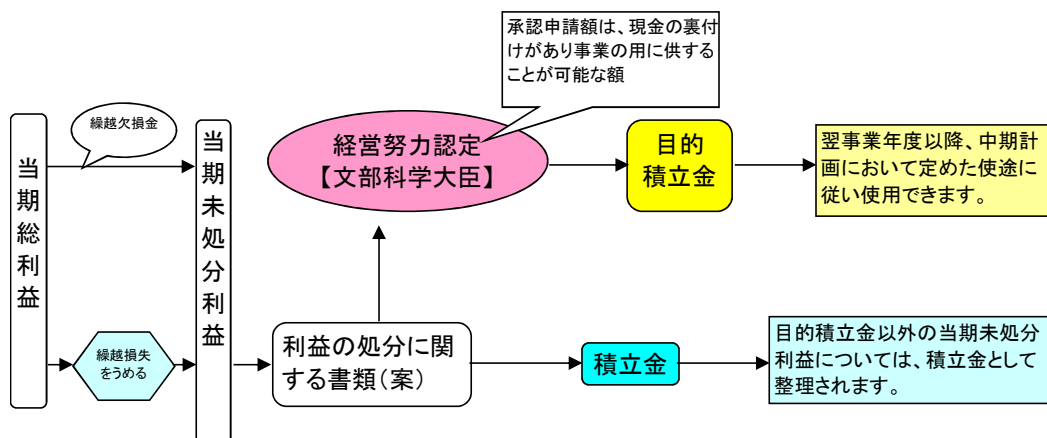 承認申請額は、現金の裏付
けがあり事業の用に供する
ことが可能な額
繰越欠損金
当期総利益
当期未処分利益
経営努力認定
【文部科学大臣】
目的
積立金
翌事業年度以降、中期計
画において定めた使途に
従い使用できます。
繰越損失
をうめる
利益の処分に関
する書類（案）
積立金
目的積立金以外の当期未処分
利益については、積立金として
整理されます。